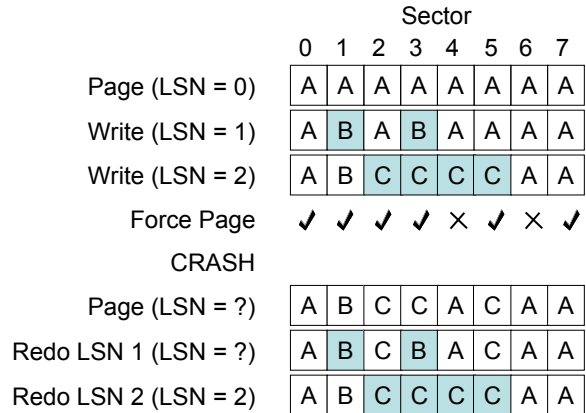 Sector
0 1 2 3 4 5 6 7
Page (LSN = 0) A A A A A A A A
Write (LSN = 1) A B A B A A A A
Write (LSN = 2) A B C C C C A A
Force Page ✓ ✓ ✓ ✓ × ✓ × ✓
CRASH
Page (LSN = ?) A B C C A C A A
Redo LSN 1 (LSN = ?) A B C B A C A A
Redo LSN 2 (LSN = 2) A B C C C C A A